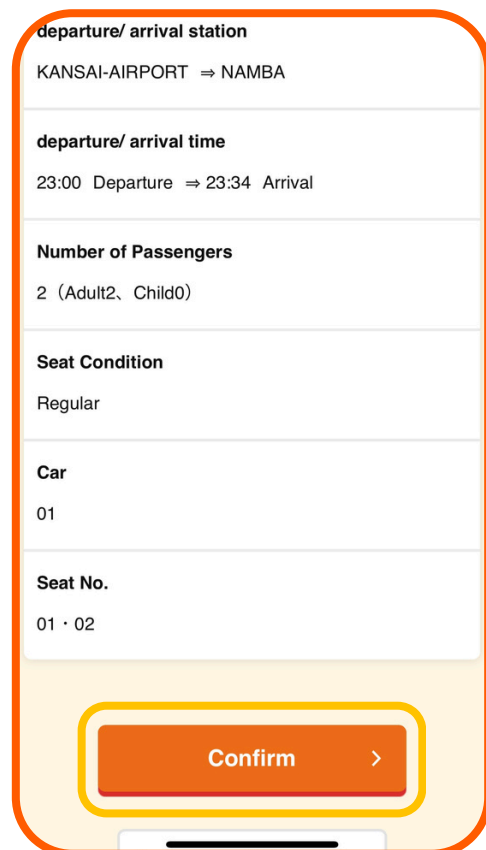 departure/ arrival station
KANSAI-AIRPORT ⇒ NAMBA
departure/ arrival time
23:00 Departure ⇒ 23:34 Arrival
Number of Passengers
2（Adult2、Child0）
Seat Condition
Regular
Car
01
Seat No.
01・02
Confirm